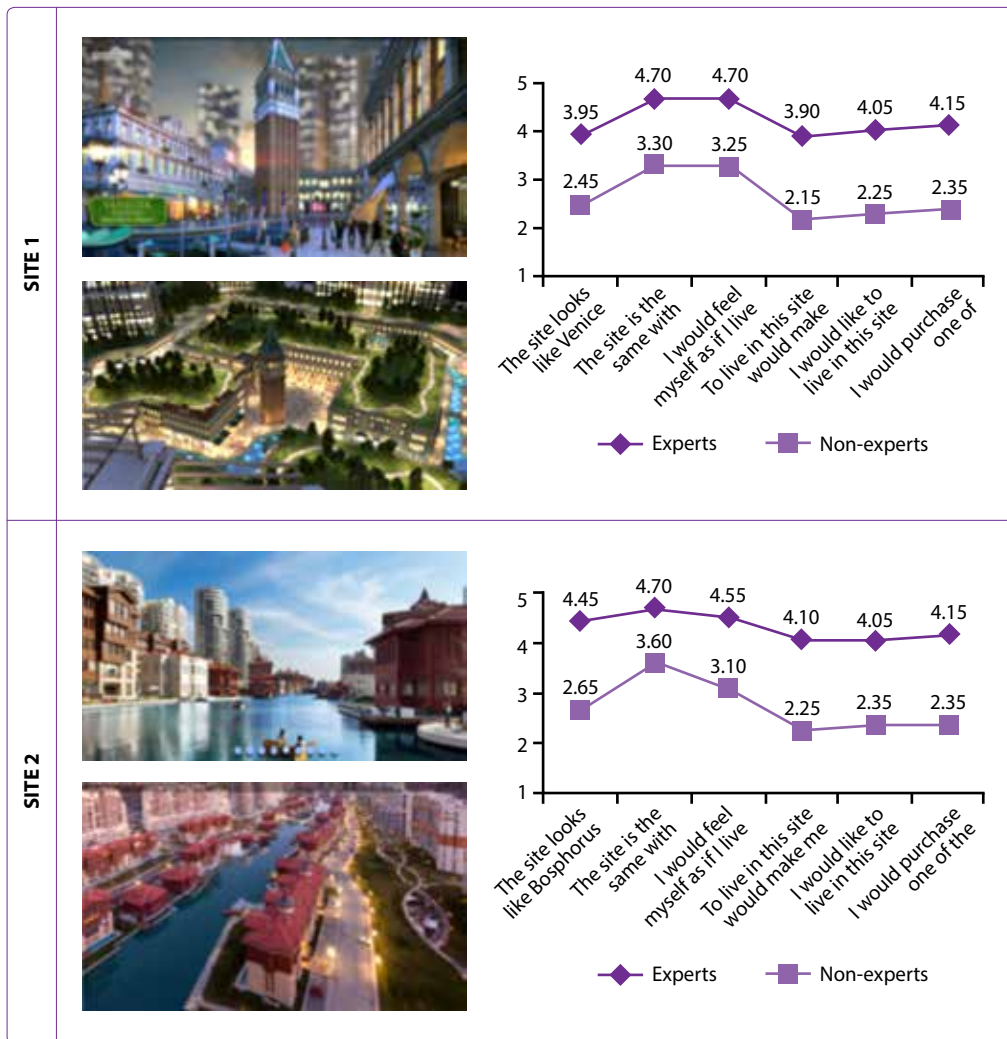 SITE 1
5
4
3
2
1
3.95
4.70
4.70
3.90
4.05
4.15
2.45
3.30
3.25
2.15
2.25
2.35
The site looks
like Venice
The site is the
same with
I would feel
myself as if I live
To live in this site
would make
I would like to
live in this site
I would purchase
one of
Experts
Non-experts
SITE 2
5
4
3
2
1
4.45
4.70
4.55
4.10
4.05
4.15
2.65
3.60
3.10
2.25
2.35
2.35
The site looks
like Bosphorus
The site is the
same with
I would feel
myself as if I live
To live in this site
would make me
I would like to
live in this site
I would purchase
one of the
Experts
Non-experts